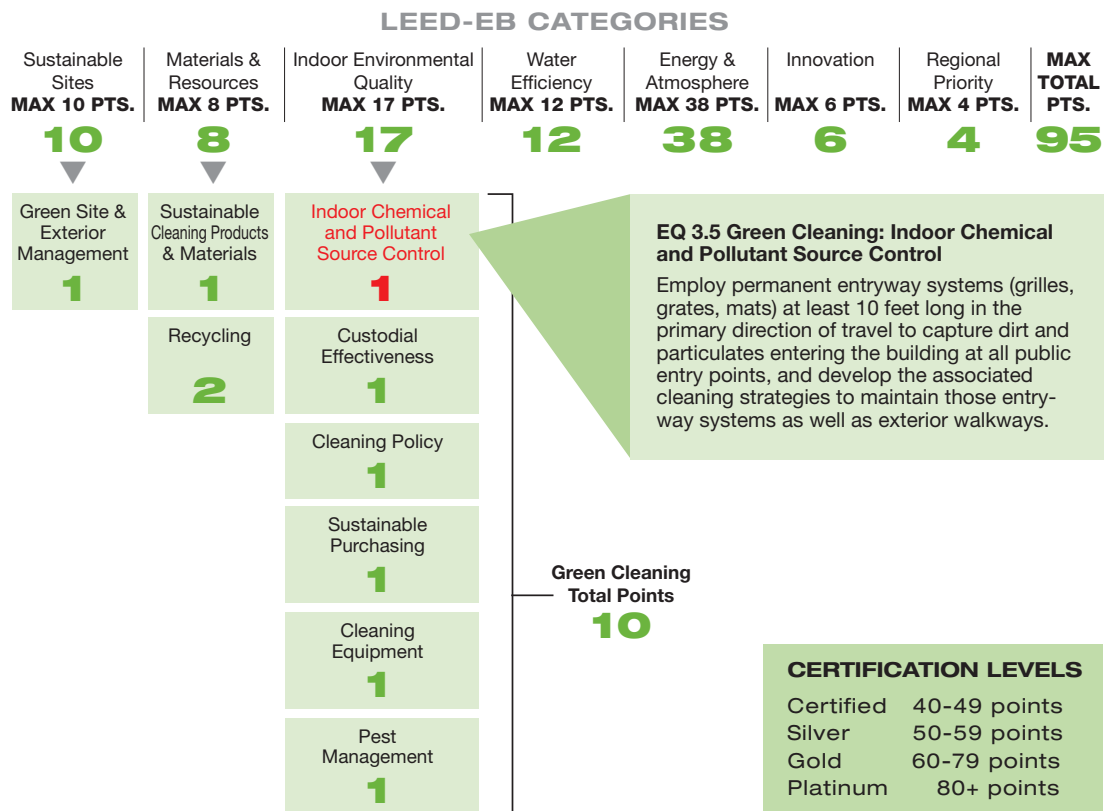 LEED-EB CATEGORIES
Sustainable
Sites
MAX 10 PTS.
10
Materials &
Resources
MAX 8 PTS.
8
Indoor Environmental
Quality
MAX 17 PTS.
17
Water
Efficiency
MAX 12 PTS.
12
Energy &
Atmosphere
MAX 38 PTS.
38
Innovation
MAX 6 PTS.
6
Regional
Priority
MAX 4 PTS.
4
MAX
TOTAL
PTS.
95
Green Site &
Exterior
Management
1
Sustainable
Cleaning Products
& Materials
1
Recycling
2
Indoor Chemical
and Pollutant
Source Control
1
Custodial
Effectiveness
1
Cleaning Policy
1
Sustainable
Purchasing
1
Cleaning
Equipment
1
Pest
Management
1
EQ 3.5 Green Cleaning: Indoor Chemical
and Pollutant Source Control
Employ permanent entryway systems (grilles,
grates, mats) at least 10 feet long in the
primary direction of travel to capture dirt and
particulates entering the building at all public
entry points, and develop the associated
cleaning strategies to maintain those entry-
way systems as well as exterior walkways.
Green Cleaning
Total Points
10
CERTIFICATION LEVELS
Certified 40-49 points
Silver 50-59 points
Gold 60-79 points
Platinum 80+ points